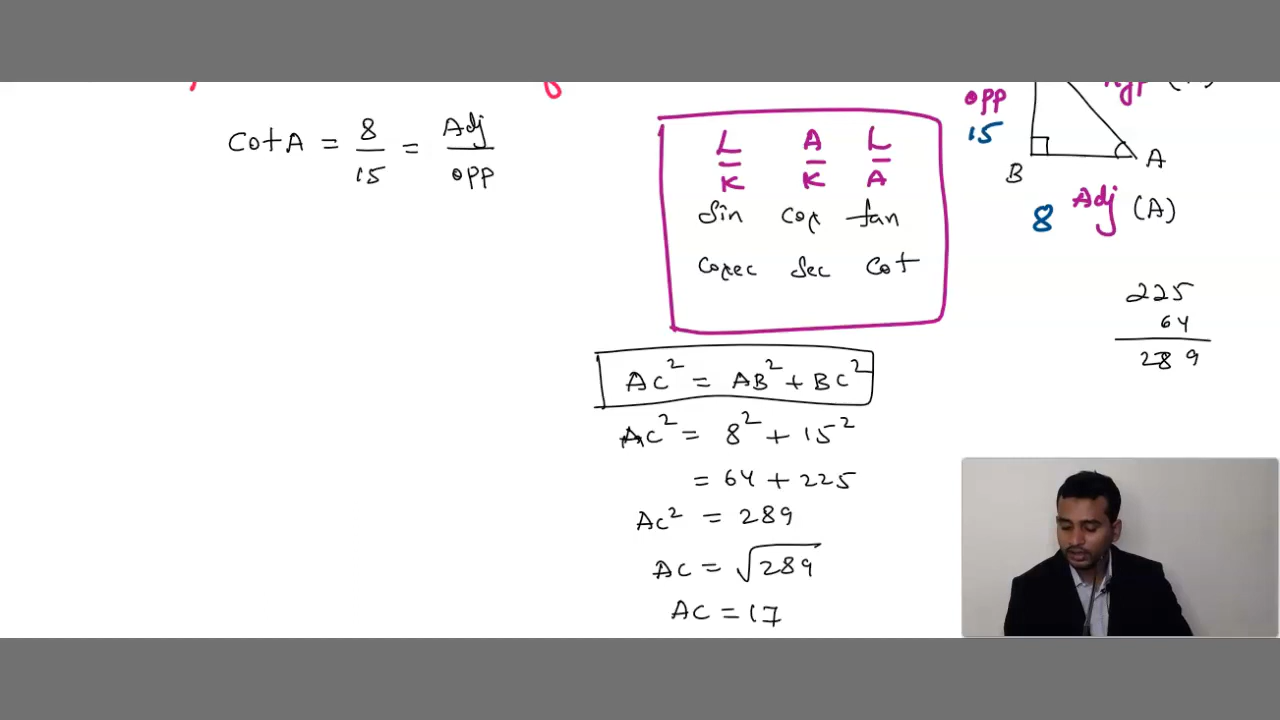 Cot A = 8/15 = Adj/opp
L/K A/K L/A
Sin cos tan
cosec Sec Cot
opp
15
B
A
8 Adj (A)
225
64
289
AC² = AB² + BC²
AC² = 8² + 15²
= 64 + 225
AC² = 289
AC = √289
AC = 17